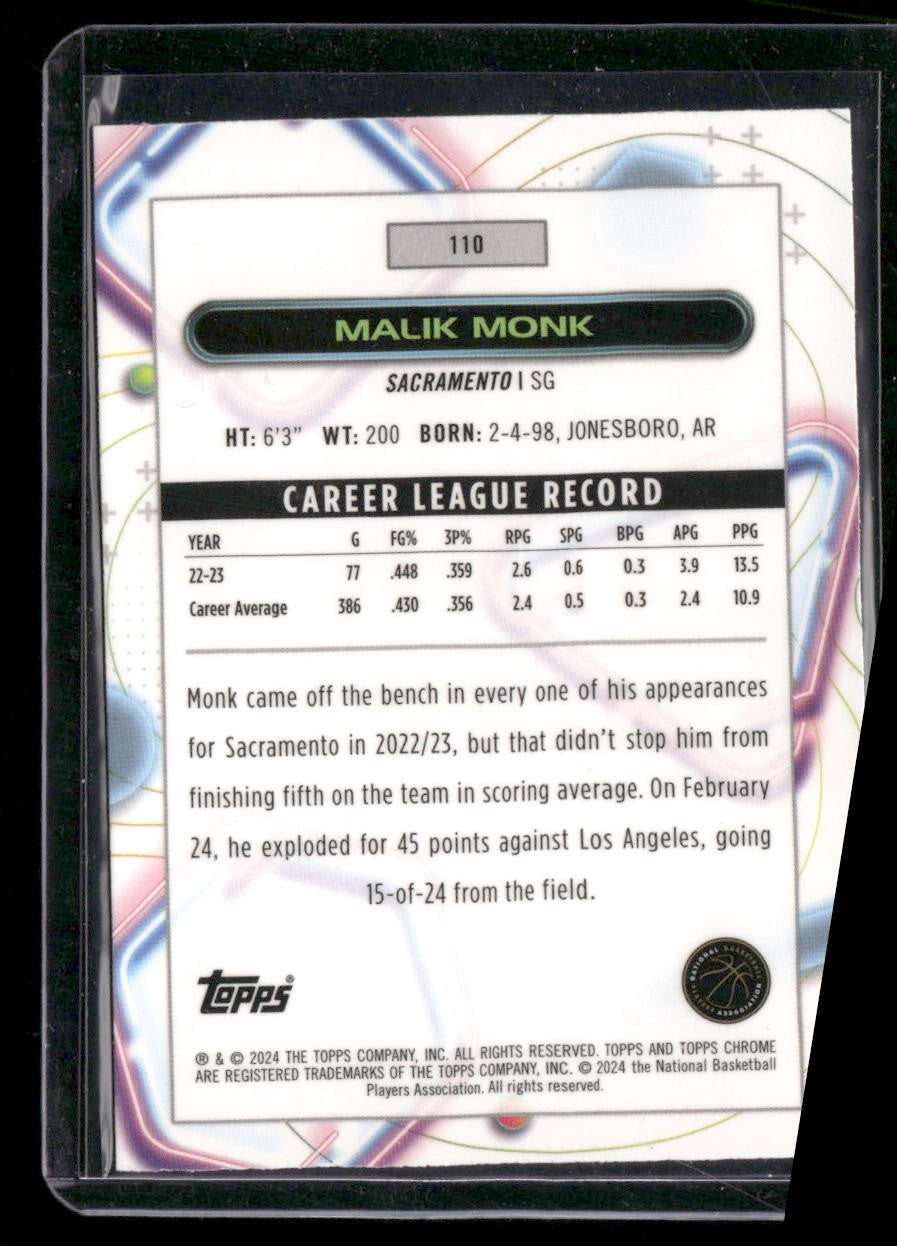 110
MALIK MONK
SACRAMENTO | SG
HT: 6'3" WT: 200 BORN: 2-4-98, JONESBORO, AR
CAREER LEAGUE RECORD
YEAR G FG% 3P% RPG SPG BPG APG PPG
22-23 77 .448 .359 2.6 0.6 0.3 3.9 13.5
Career Average 386 .430 .356 2.4 0.5 0.3 2.4 10.9
Monk came off the bench in every one of his appearances
for Sacramento in 2022/23, but that didn't stop him from
finishing fifth on the team in scoring average. On February
24, he exploded for 45 points against Los Angeles, going
15-of-24 from the field.
topps®
NATIONAL BASKETBALL
PLAYERS ASSOCIATION
® & © 2024 THE TOPPS COMPANY, INC. ALL RIGHTS RESERVED. TOPPS AND TOPPS CHROME
ARE REGISTERED TRADEMARKS OF THE TOPPS COMPANY, INC. © 2024 the National Basketball
Players Association. All rights reserved.